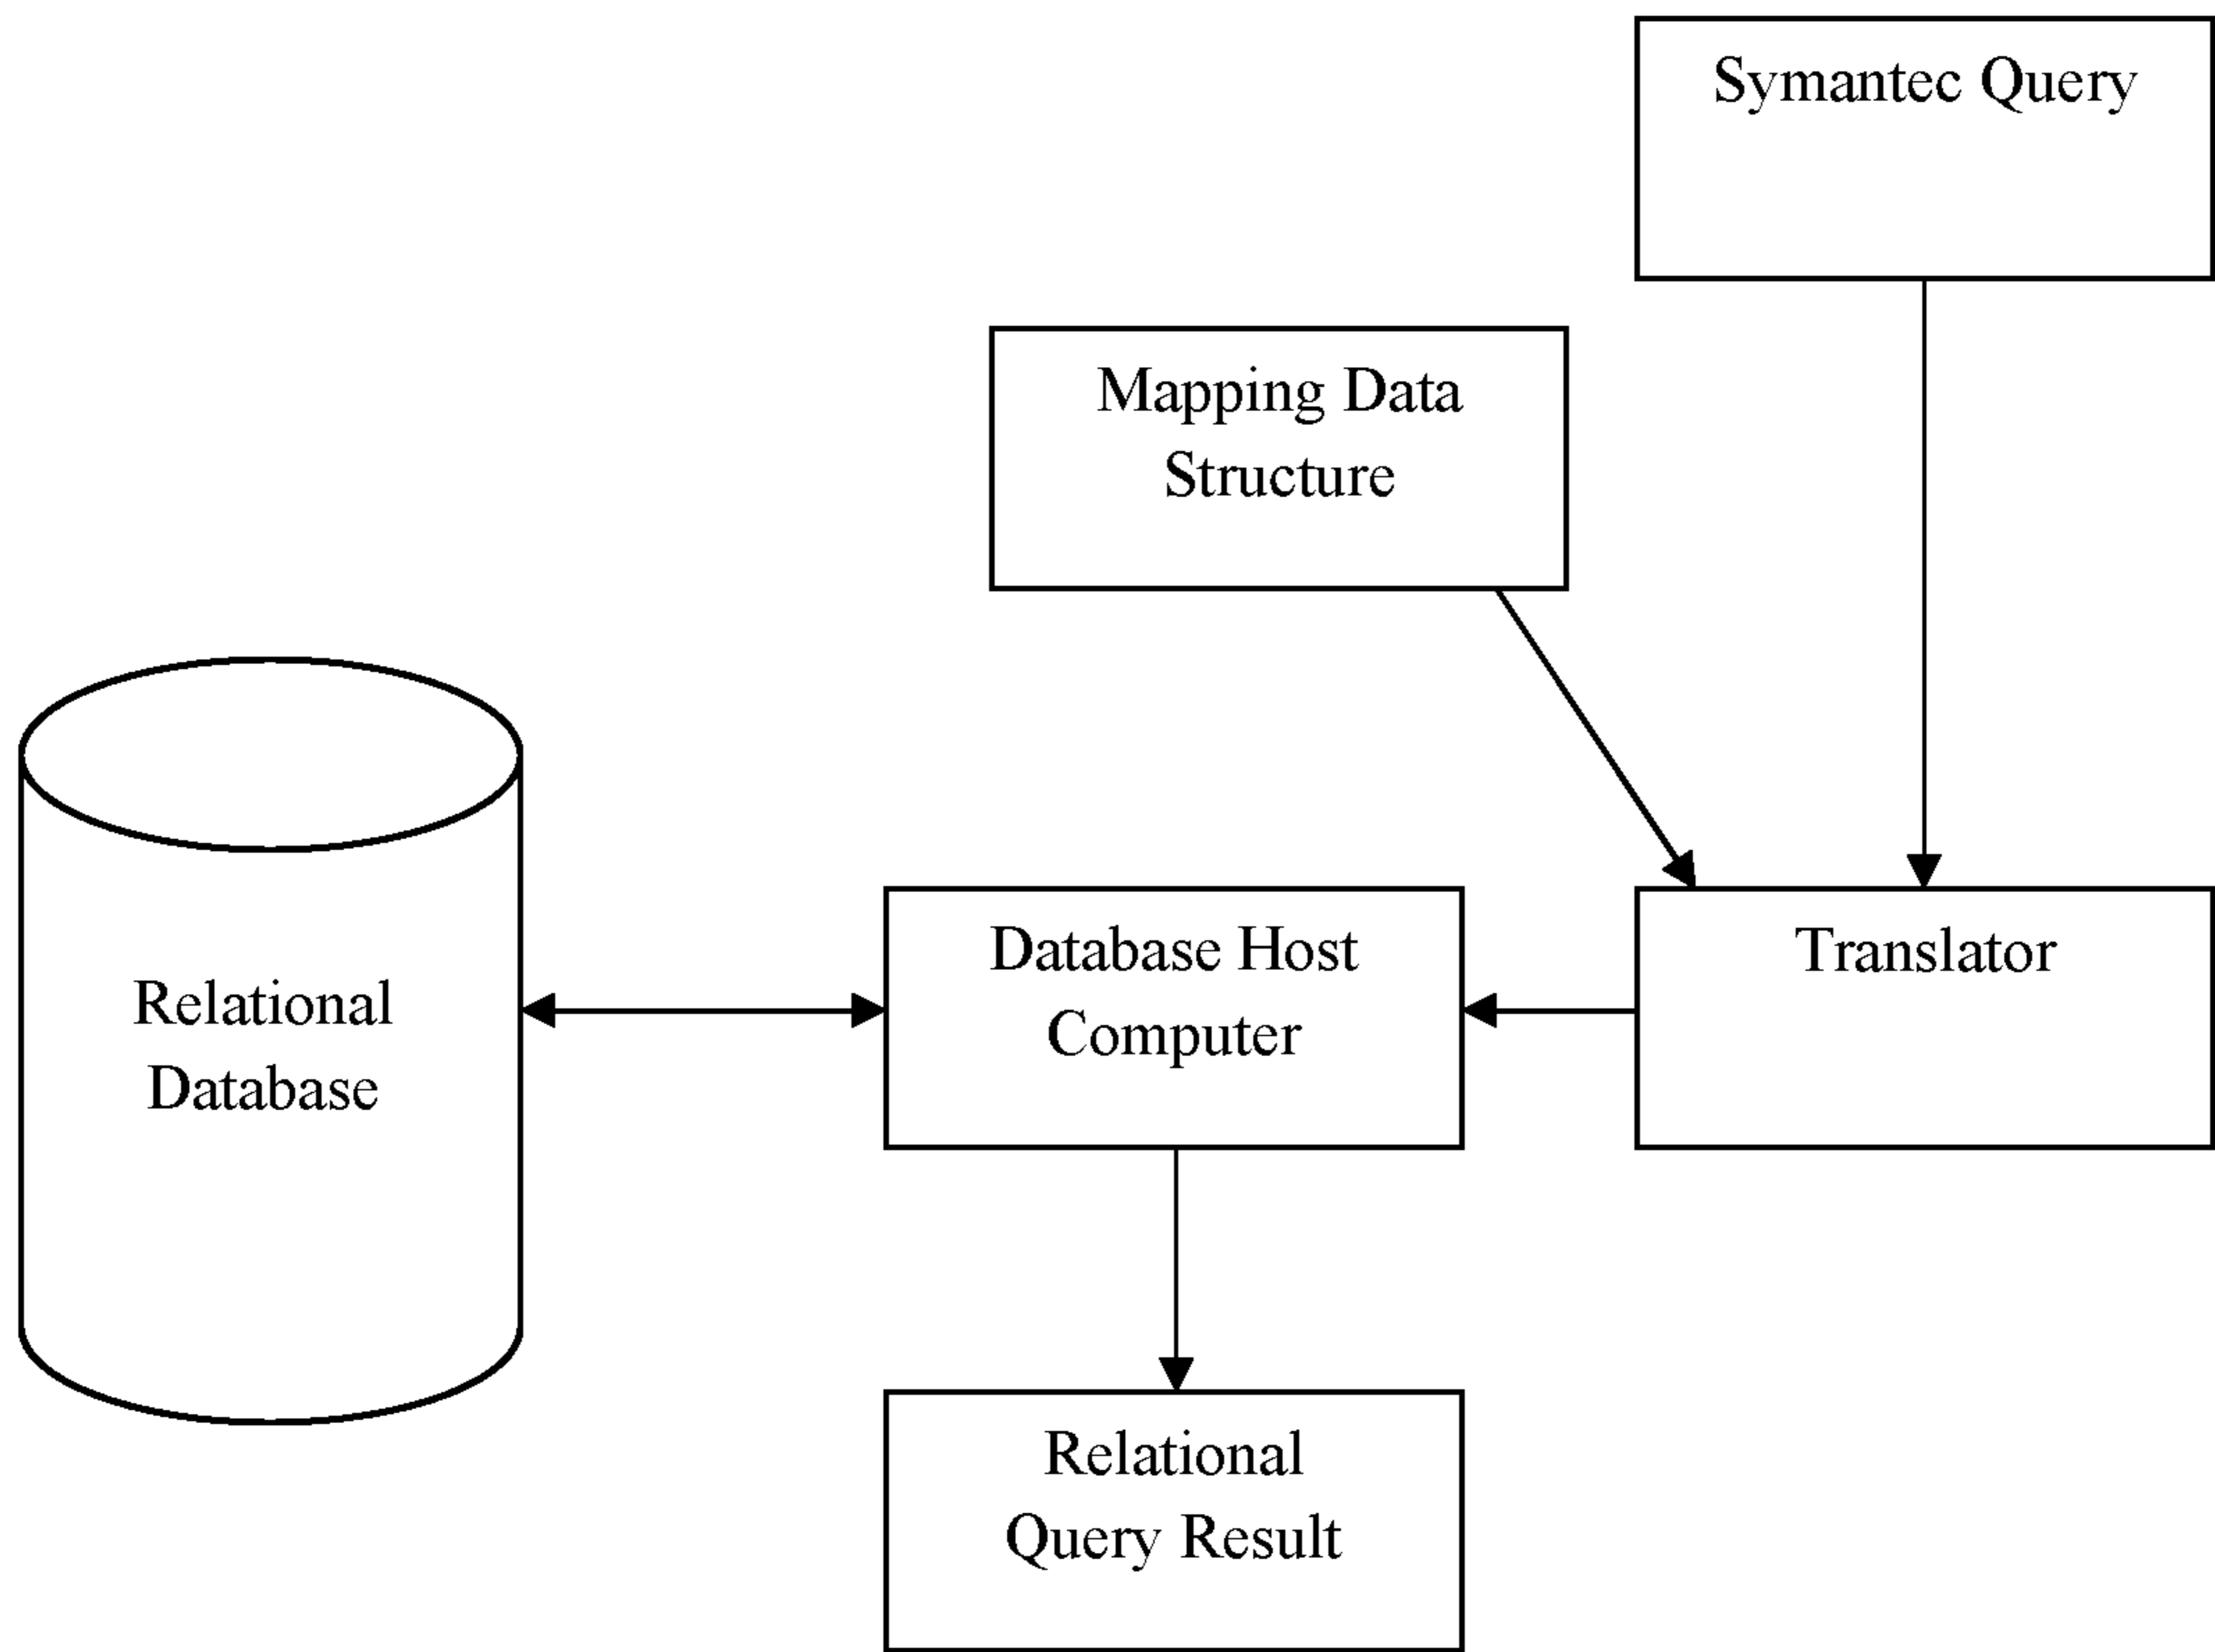 Symantec Query
Mapping Data
Structure
Relational
Database
Database Host
Computer
Translator
Relational
Query Result